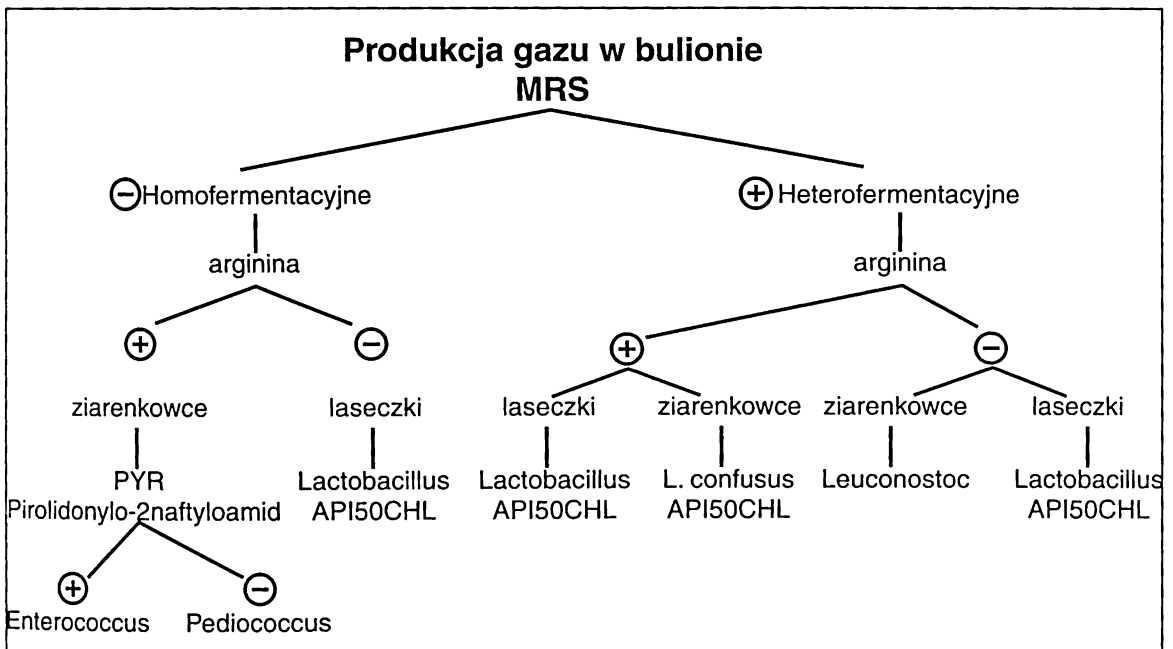 Produkcja gazu w bulionie
MRS
⊖ Homofermentacyjne
⊕ Heterofermentacyjne
arginina
arginina
⊕
⊖
⊕
⊖
ziarenkowce
laseczki
laseczki
ziarenkowce
ziarenkowce
laseczki
PYR
Pirolidonylo-2naftyloamid
Lactobacillus
API50CHL
Lactobacillus
API50CHL
L. confusus
API50CHL
Leuconostoc
Lactobacillus
API50CHL
⊕
⊖
Enterococcus
Pediococcus